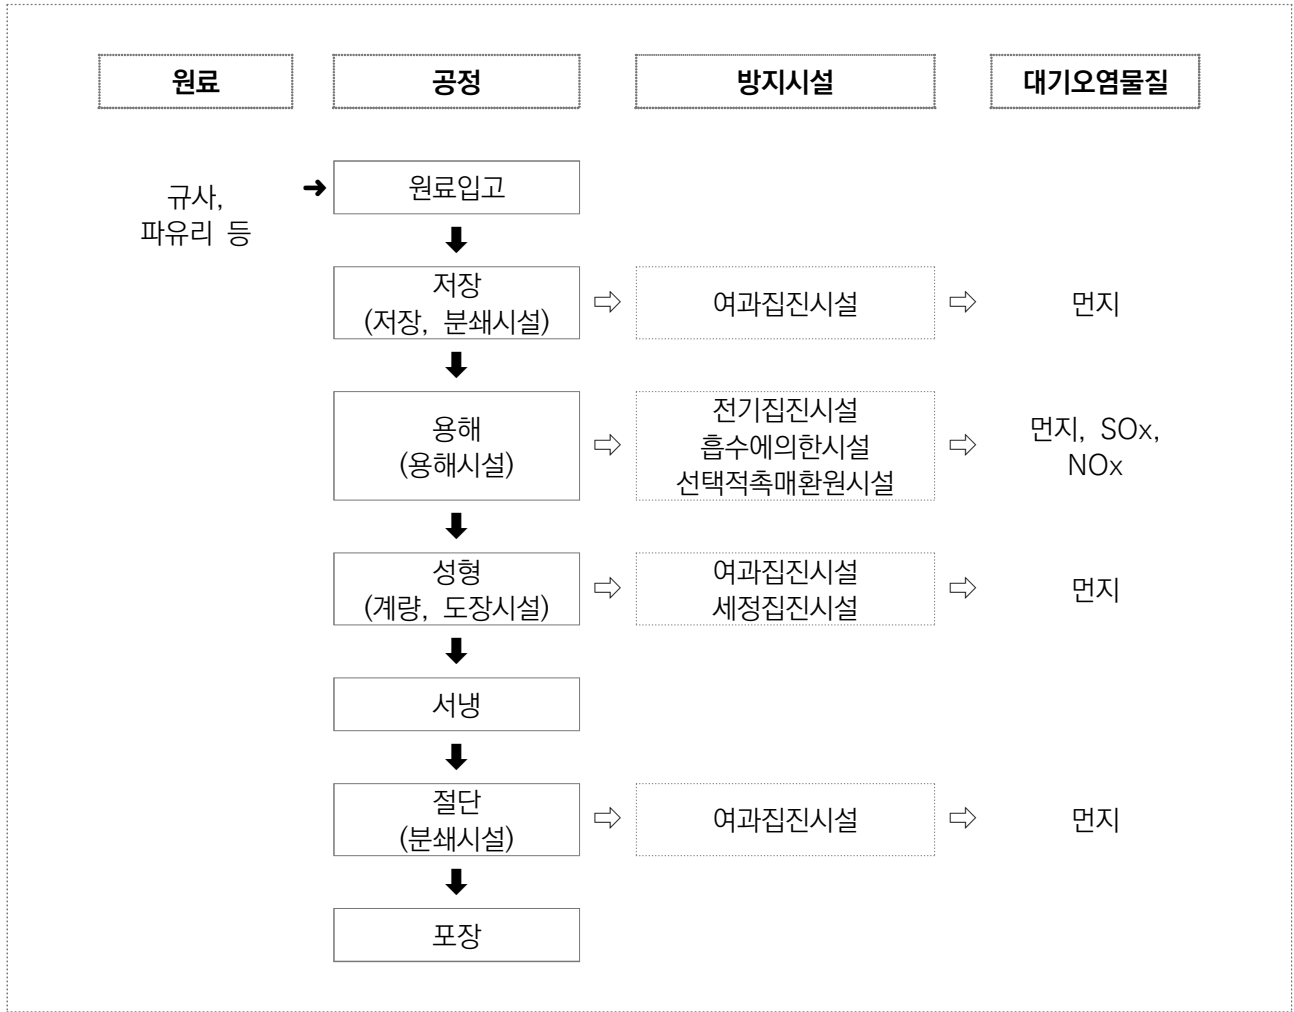 원료
공정
방지시설
대기오염물질
규사,
파유리 등
원료입고
저장
(저장, 분쇄시설)
여과집진시설
먼지
용해
(용해시설)
전기집진시설
흡수에의한시설
선택적촉매환원시설
먼지, SOx,
NOx
성형
(계량, 도장시설)
여과집진시설
세정집진시설
먼지
서냉
절단
(분쇄시설)
여과집진시설
먼지
포장